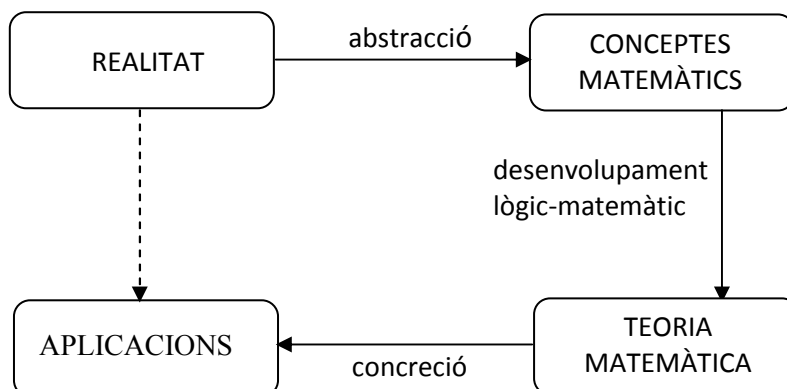 REALITAT
abstracció
CONCEPTES
MATEMÀTICS
desenvolupament
lògic-matemàtic
APLICACIONS
concreció
TEORIA
MATEMÀTICA